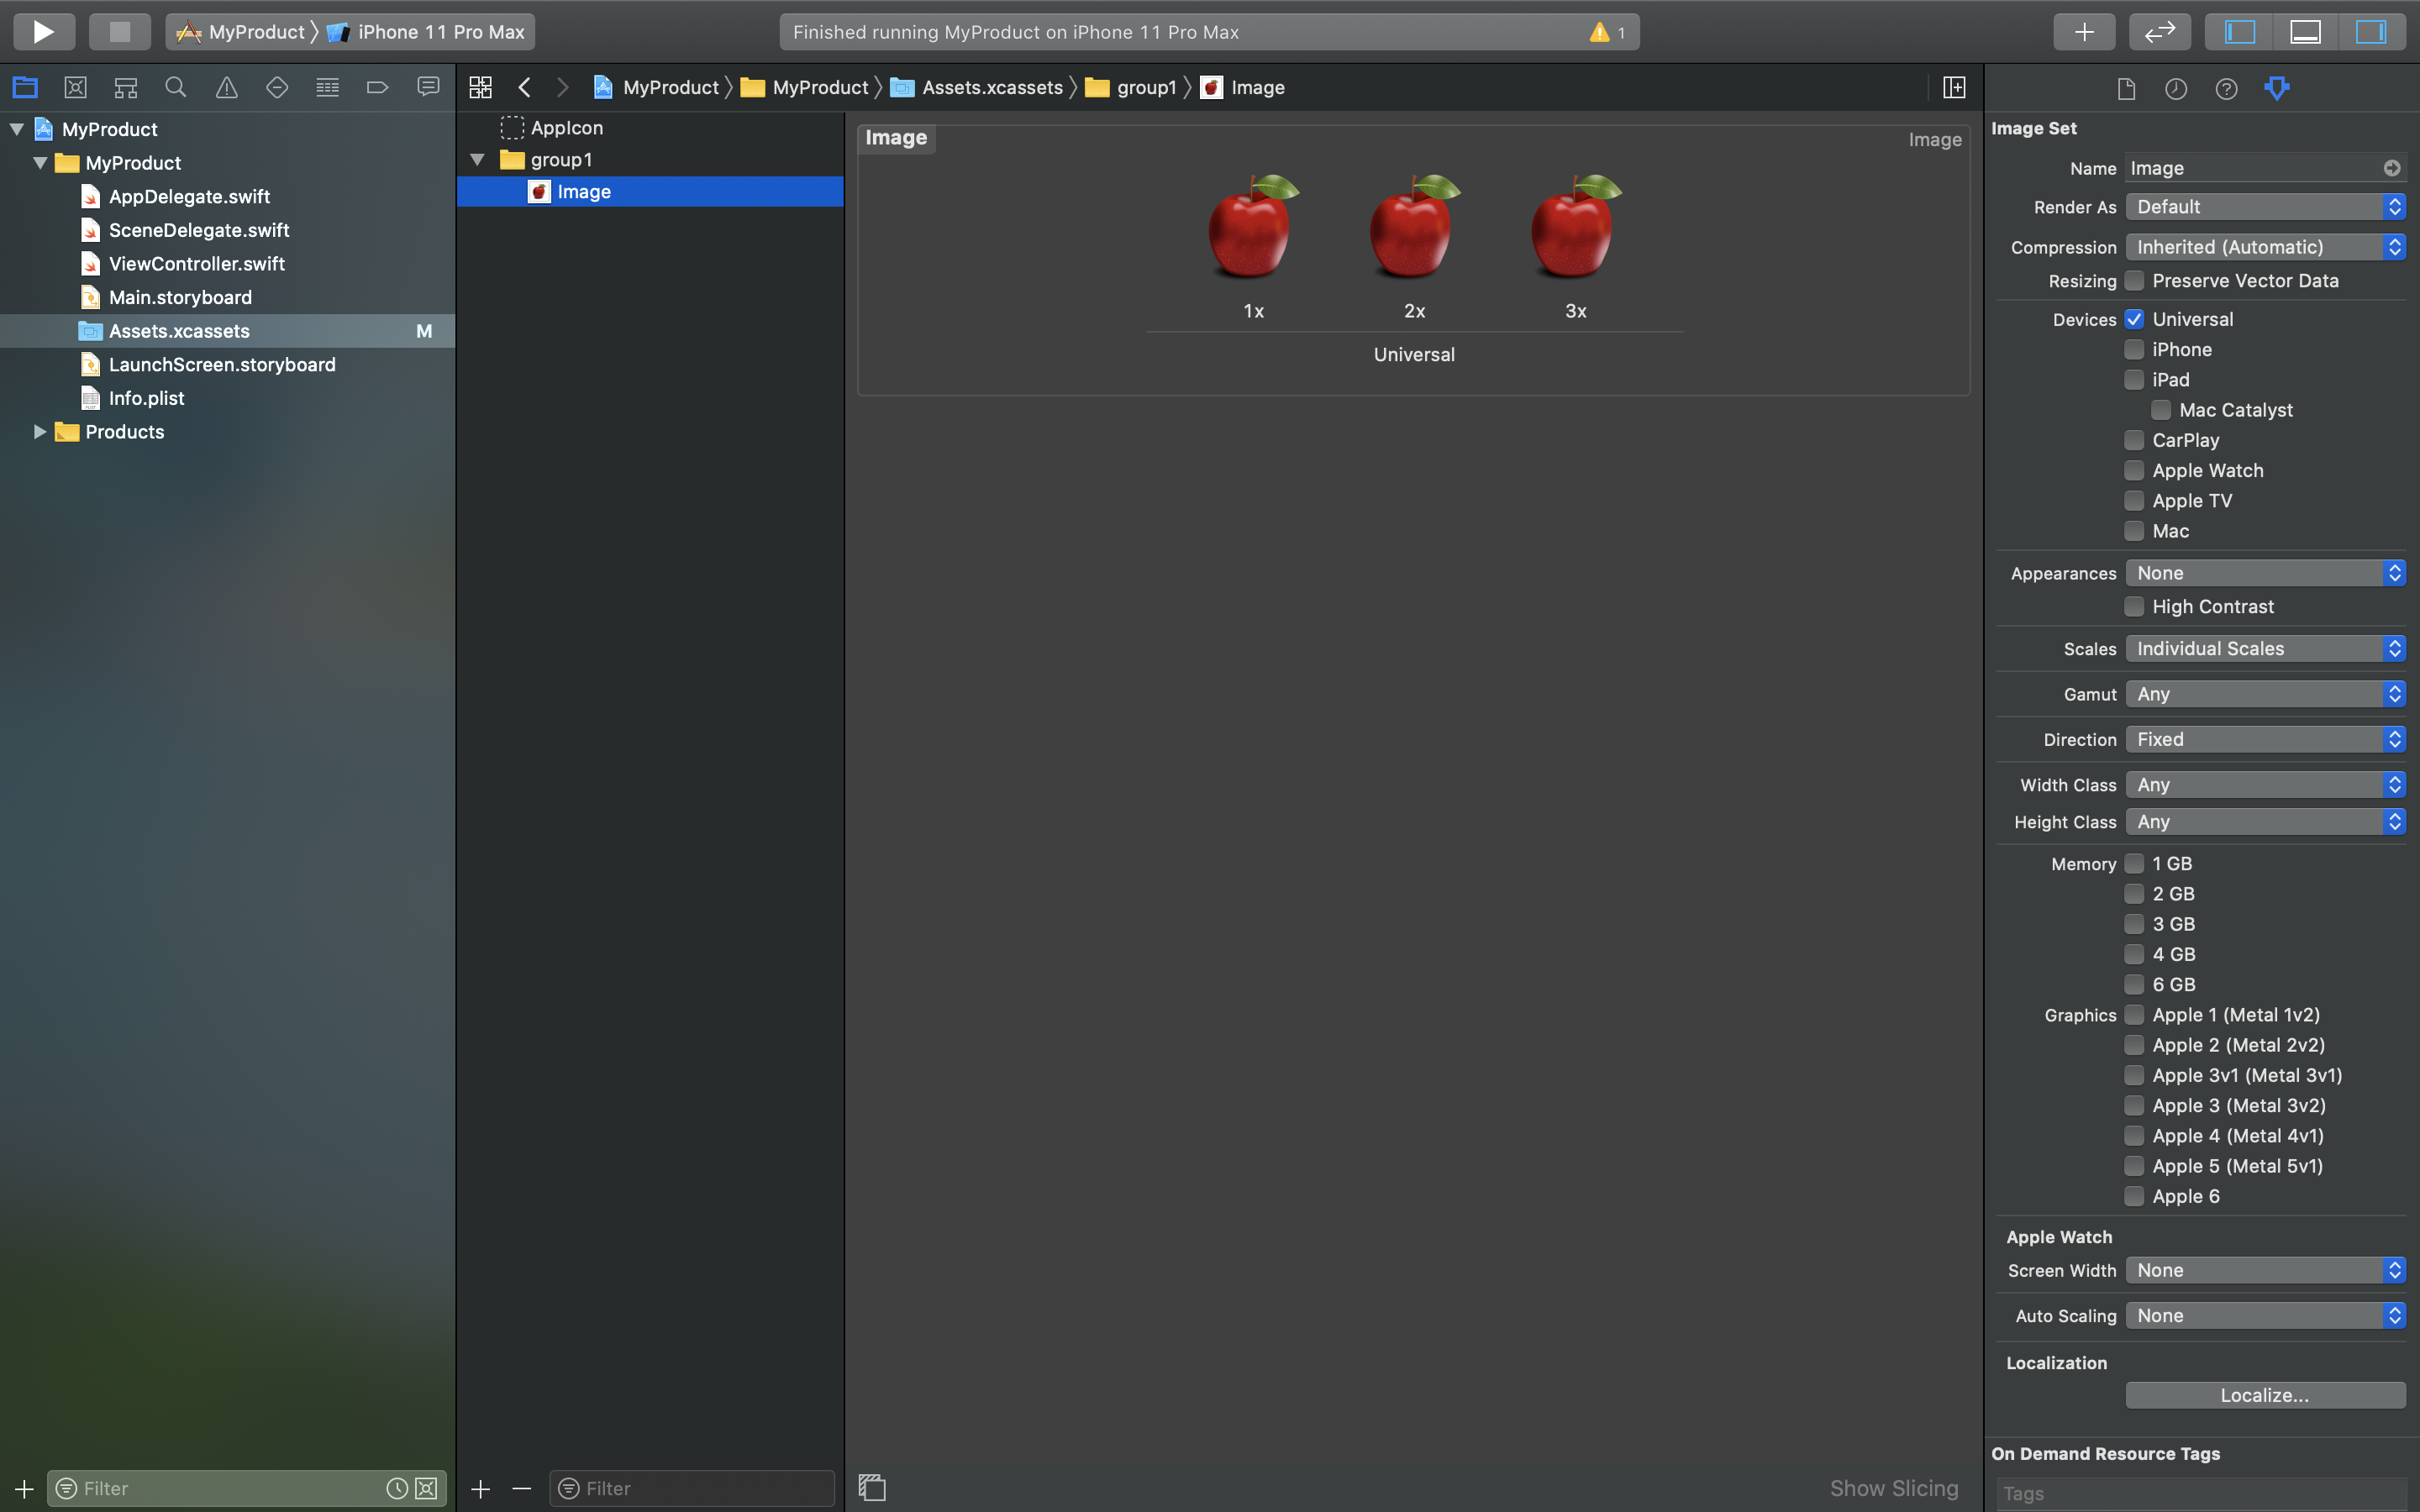 MyProduct
iPhone 11 Pro Max
Finished running MyProduct on iPhone 11 Pro Max
1
MyProduct
MyProduct
AppDelegate.swift
SceneDelegate.swift
ViewController.swift
Main.storyboard
Assets.xcassets M
LaunchScreen.storyboard
Info.plist
Products
Filter
MyProduct
MyProduct
Assets.xcassets
group1
Image
AppIcon
group1
Image
Filter
Image
Image
1x 2x 3x
Universal
Show Slicing
Image Set
Name Image
Render As Default
Compression Inherited (Automatic)
Resizing Preserve Vector Data
Devices Universal
iPhone
iPad
Mac Catalyst
CarPlay
Apple Watch
Apple TV
Mac
Appearances None
High Contrast
Scales Individual Scales
Gamut Any
Direction Fixed
Width Class Any
Height Class Any
Memory 1 GB
2 GB
3 GB
4 GB
6 GB
Graphics Apple 1 (Metal 1v2)
Apple 2 (Metal 2v2)
Apple 3v1 (Metal 3v1)
Apple 3 (Metal 3v2)
Apple 4 (Metal 4v1)
Apple 5 (Metal 5v1)
Apple 6
Apple Watch
Screen Width None
Auto Scaling None
Localization
Localize...
On Demand Resource Tags
Tags